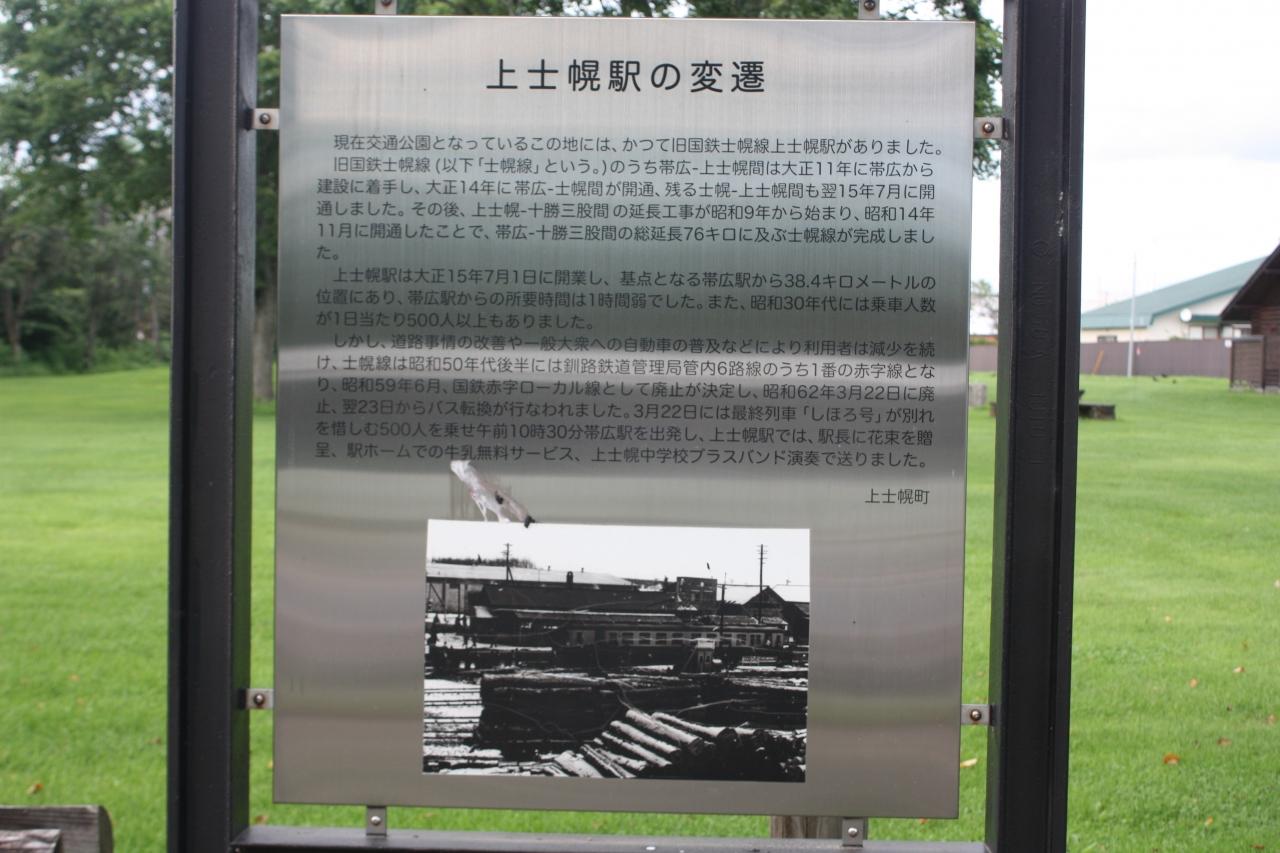 上士幌駅の変遷
現在交通公園となっているこの地には、かつて旧国鉄士幌線上士幌駅がありました。
旧国鉄士幌線(以下「士幌線」という。)のうち帯広-上士幌間は大正11年に帯広から
建設に着手し、大正14年に帯広-士幌間が開通、残る士幌-上士幌間も翌15年7月に開
通しました。その後、上士幌-十勝三股間の延長工事が昭和9年から始まり、昭和14年
11月に開通したことで、帯広-十勝三股間の総延長76キロに及ぶ士幌線が完成しまし
た。
上士幌駅は大正15年7月1日に開業し、基点となる帯広駅から38.4キロメートルの
位置にあり、帯広駅からの所要時間は1時間弱でした。また、昭和30年代には乗車人数
が1日当たり500人以上もありました。
しかし、道路事情の改善や一般大衆への自動車の普及などにより利用者は減少を続
け、士幌線は昭和50年代後半には釧路鉄道管理局管内6路線のうち1番の赤字線とな
り、昭和59年6月、国鉄赤字ローカル線として廃止が決定し、昭和62年3月22日に廃
止、翌23日からバス転換が行なわれました。3月22日には最終列車「しほろ号」が別れ
を惜しむ500人を乗せ午前10時30分帯広駅を出発し、上士幌駅では、駅長に花束を贈
呈、駅ホームでの牛乳無料サービス、上士幌中学校ブラスバンド演奏で送りました。
上士幌町